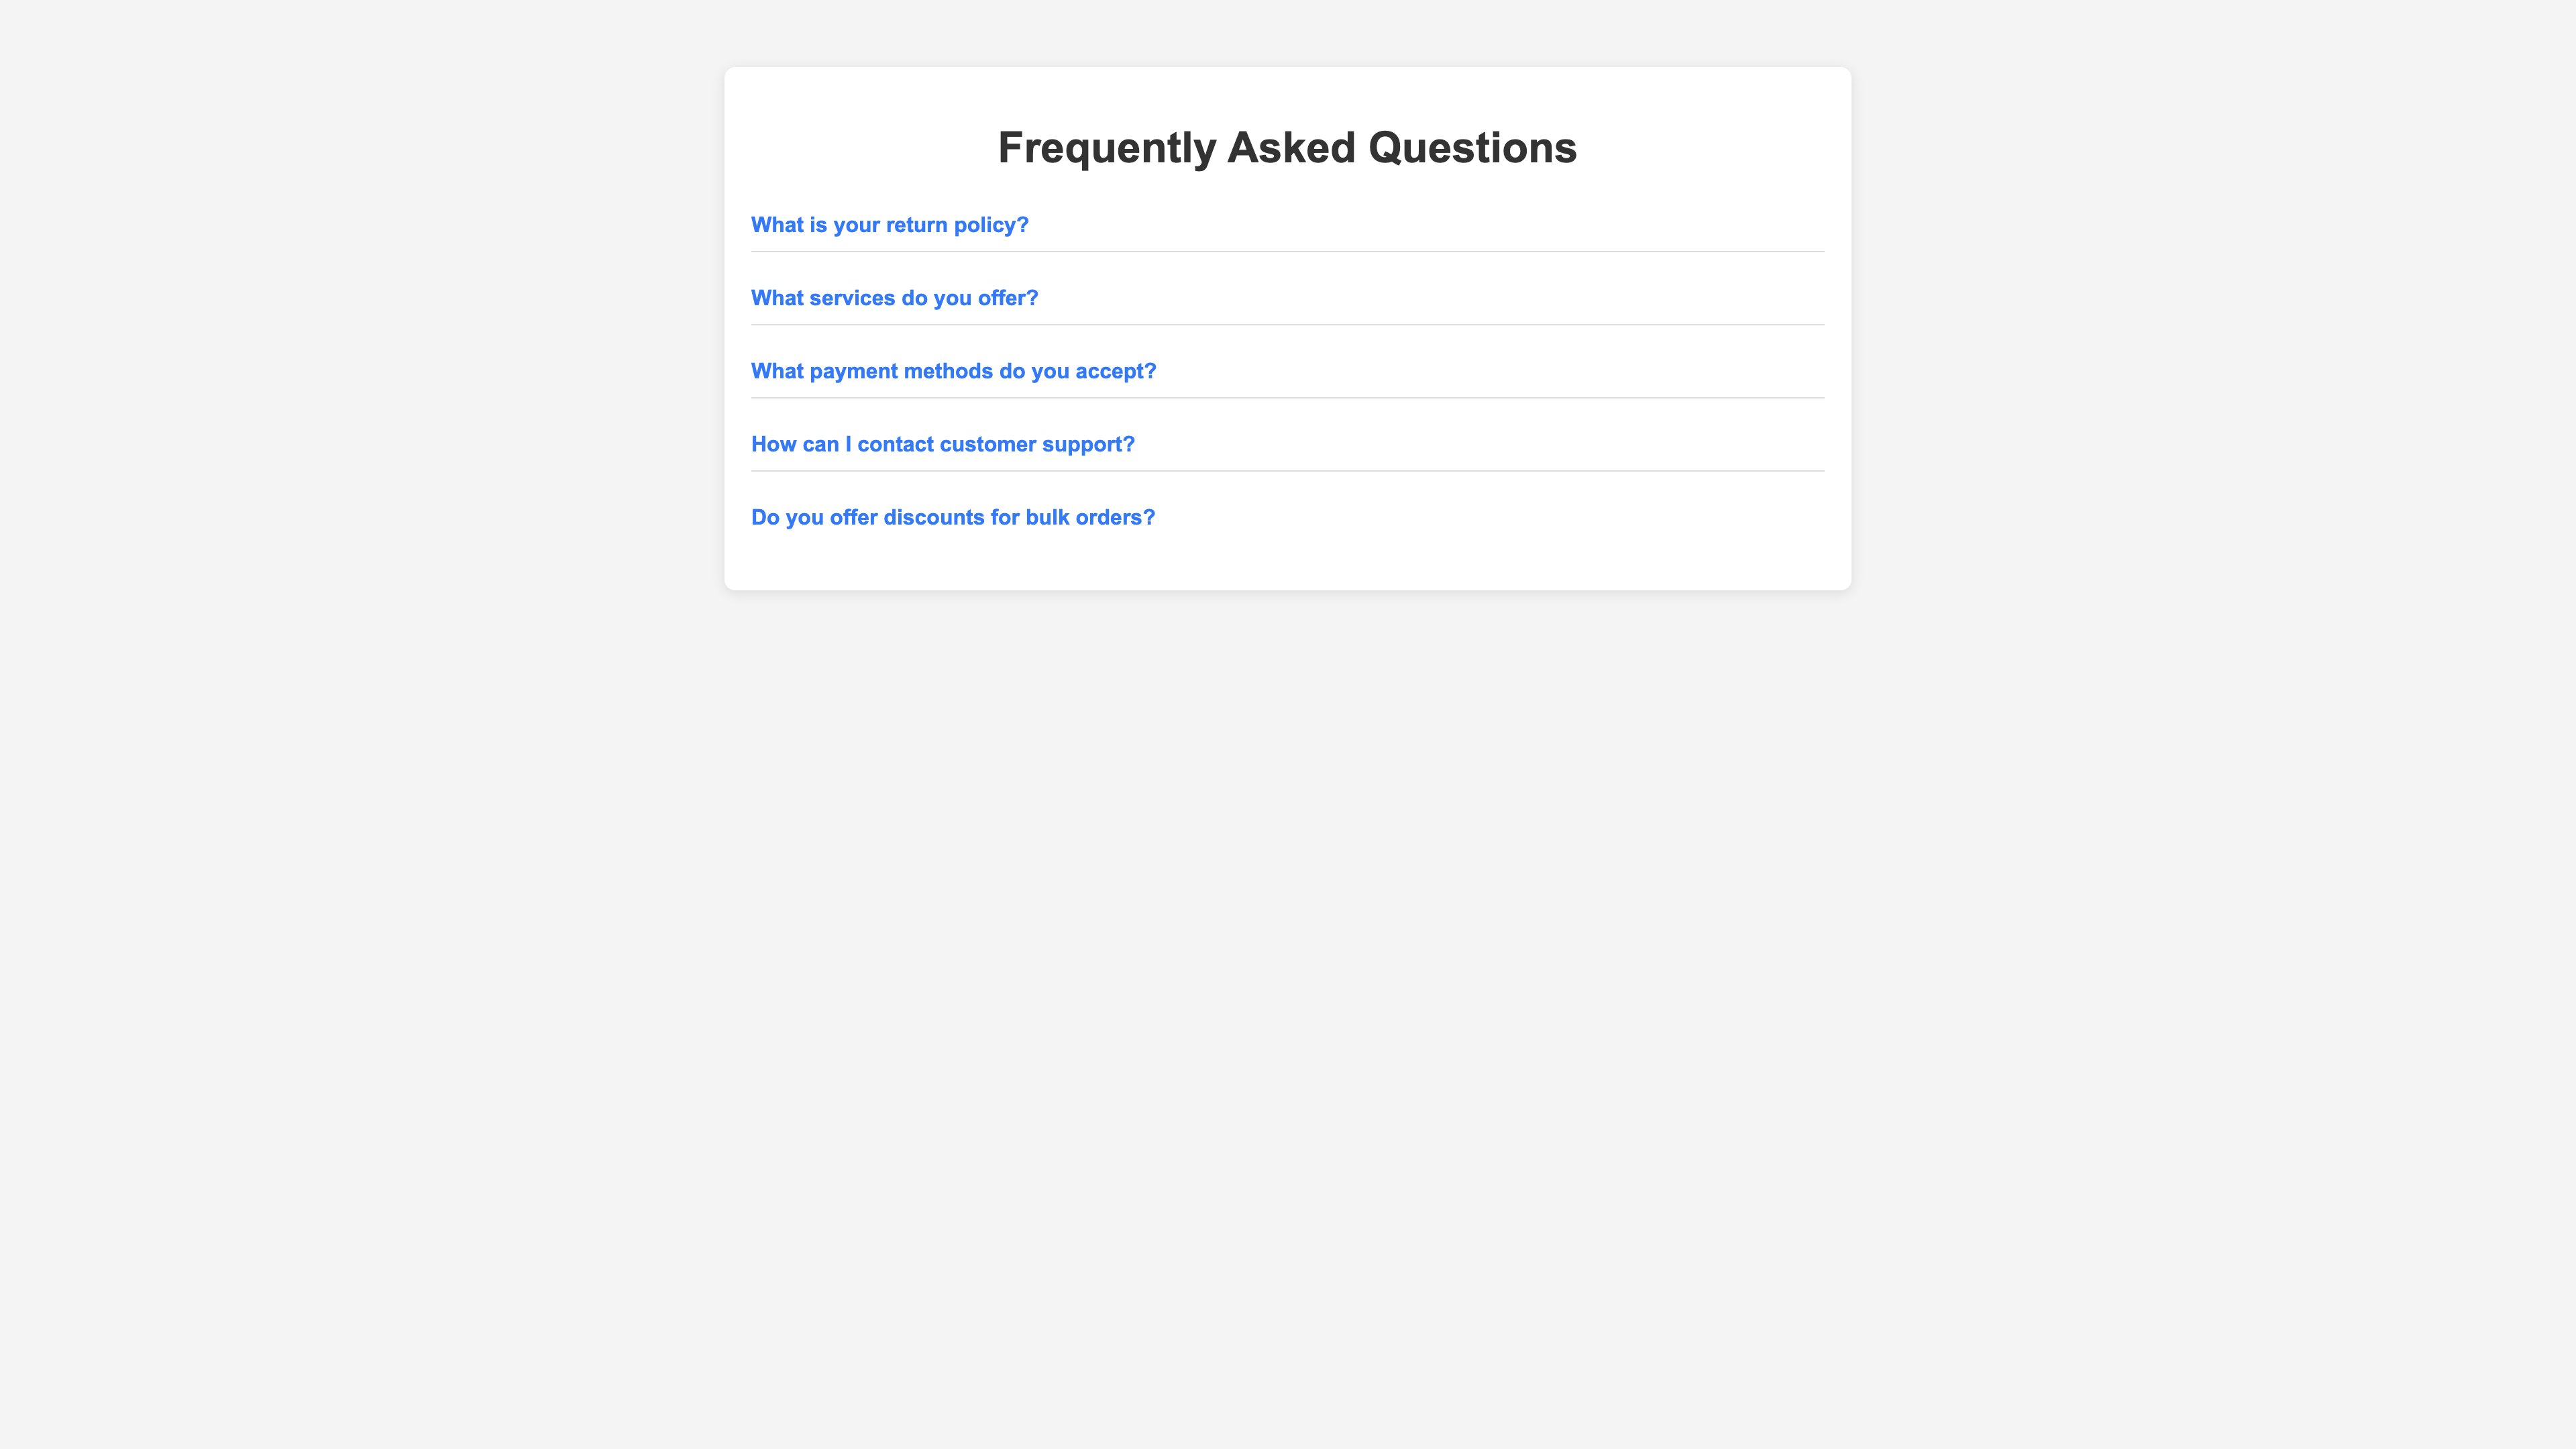 Frequently Asked Questions
What is your return policy?
What services do you offer?
What payment methods do you accept?
How can I contact customer support?
Do you offer discounts for bulk orders?